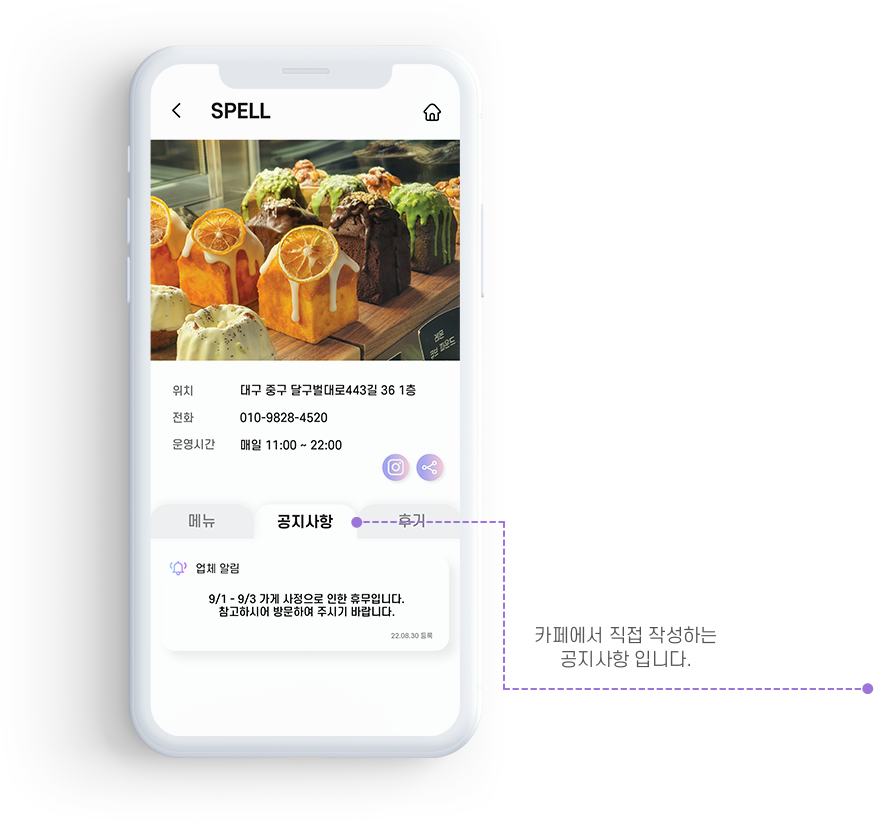 SPELL
위치 대구 중구 달구벌대로443길 36 1층
전화 010-9828-4520
운영시간 매일 11:00 ~ 22:00
메뉴 공지사항 후기
업체 알림
9/1 - 9/3 가게 사정으로 인한 휴무입니다.
참고하시어 방문하여 주시기 바랍니다.
22.08.30 등록
카페에서 직접 작성하는
공지사항 입니다.